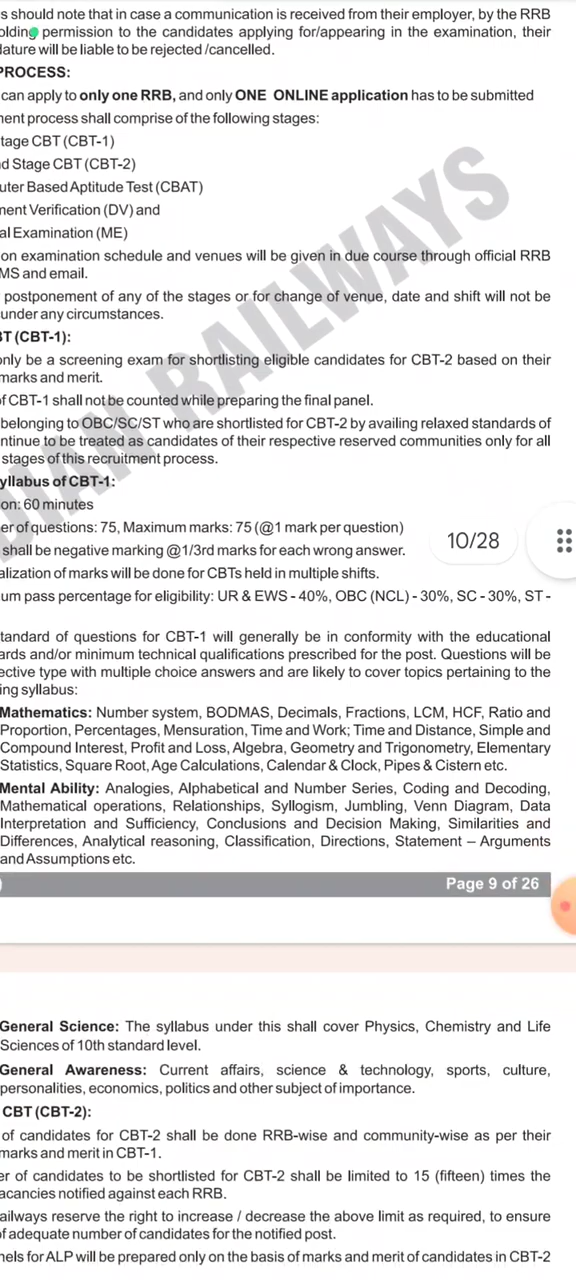 s should note that in case a communication is received from their employer, by the RRB
olding permission to the candidates applying for/appearing in the examination, their
dature will be liable to be rejected /cancelled.
PROCESS:
can apply to only one RRB, and only ONE ONLINE application has to be submitted
nent process shall comprise of the following stages:
tage CBT (CBT-1)
d Stage CBT (CBT-2)
uter Based Aptitude Test (CBAT)
ment Verification (DV) and
al Examination (ME)
on examination schedule and venues will be given in due course through official RRB
MS and email.
postponement of any of the stages or for change of venue, date and shift will not be
under any circumstances.
BT (CBT-1):
only be a screening exam for shortlisting eligible candidates for CBT-2 based on their
marks and merit.
of CBT-1 shall not be counted while preparing the final panel.
belonging to OBC/SC/ST who are shortlisted for CBT-2 by availing relaxed standards of
ntinue to be treated as candidates of their respective reserved communities only for all
stages of this recruitment process.
yllabus of CBT-1:
on: 60 minutes
er of questions: 75, Maximum marks: 75 (@1 mark per question)
shall be negative marking @1/3rd marks for each wrong answer.
10/28
alization of marks will be done for CBTs held in multiple shifts.
um pass percentage for eligibility: UR & EWS - 40%, OBC (NCL) - 30%, SC - 30%, ST -
tandard of questions for CBT-1 will generally be in conformity with the educational
ards and/or minimum technical qualifications prescribed for the post. Questions will be
ective type with multiple choice answers and are likely to cover topics pertaining to the
ing syllabus:
Mathematics: Number system, BODMAS, Decimals, Fractions, LCM, HCF, Ratio and
Proportion, Percentages, Mensuration, Time and Work; Time and Distance, Simple and
Compound Interest, Profit and Loss, Algebra, Geometry and Trigonometry, Elementary
Statistics, Square Root, Age Calculations, Calendar & Clock, Pipes & Cistern etc.
Mental Ability: Analogies, Alphabetical and Number Series, Coding and Decoding,
Mathematical operations, Relationships, Syllogism, Jumbling, Venn Diagram, Data
Interpretation and Sufficiency, Conclusions and Decision Making, Similarities and
Differences, Analytical reasoning, Classification, Directions, Statement – Arguments
and Assumptions etc.
)
Page 9 of 26
General Science: The syllabus under this shall cover Physics, Chemistry and Life
Sciences of 10th standard level.
General Awareness: Current affairs, science & technology, sports, culture,
personalities, economics, politics and other subject of importance.
CBT (CBT-2):
of candidates for CBT-2 shall be done RRB-wise and community-wise as per their
marks and merit in CBT-1.
er of candidates to be shortlisted for CBT-2 shall be limited to 15 (fifteen) times the
acancies notified against each RRB.
ailways reserve the right to increase / decrease the above limit as required, to ensure
of adequate number of candidates for the notified post.
nels for ALP will be prepared only on the basis of marks and merit of candidates in CBT-2
DIAN RAILWAYS